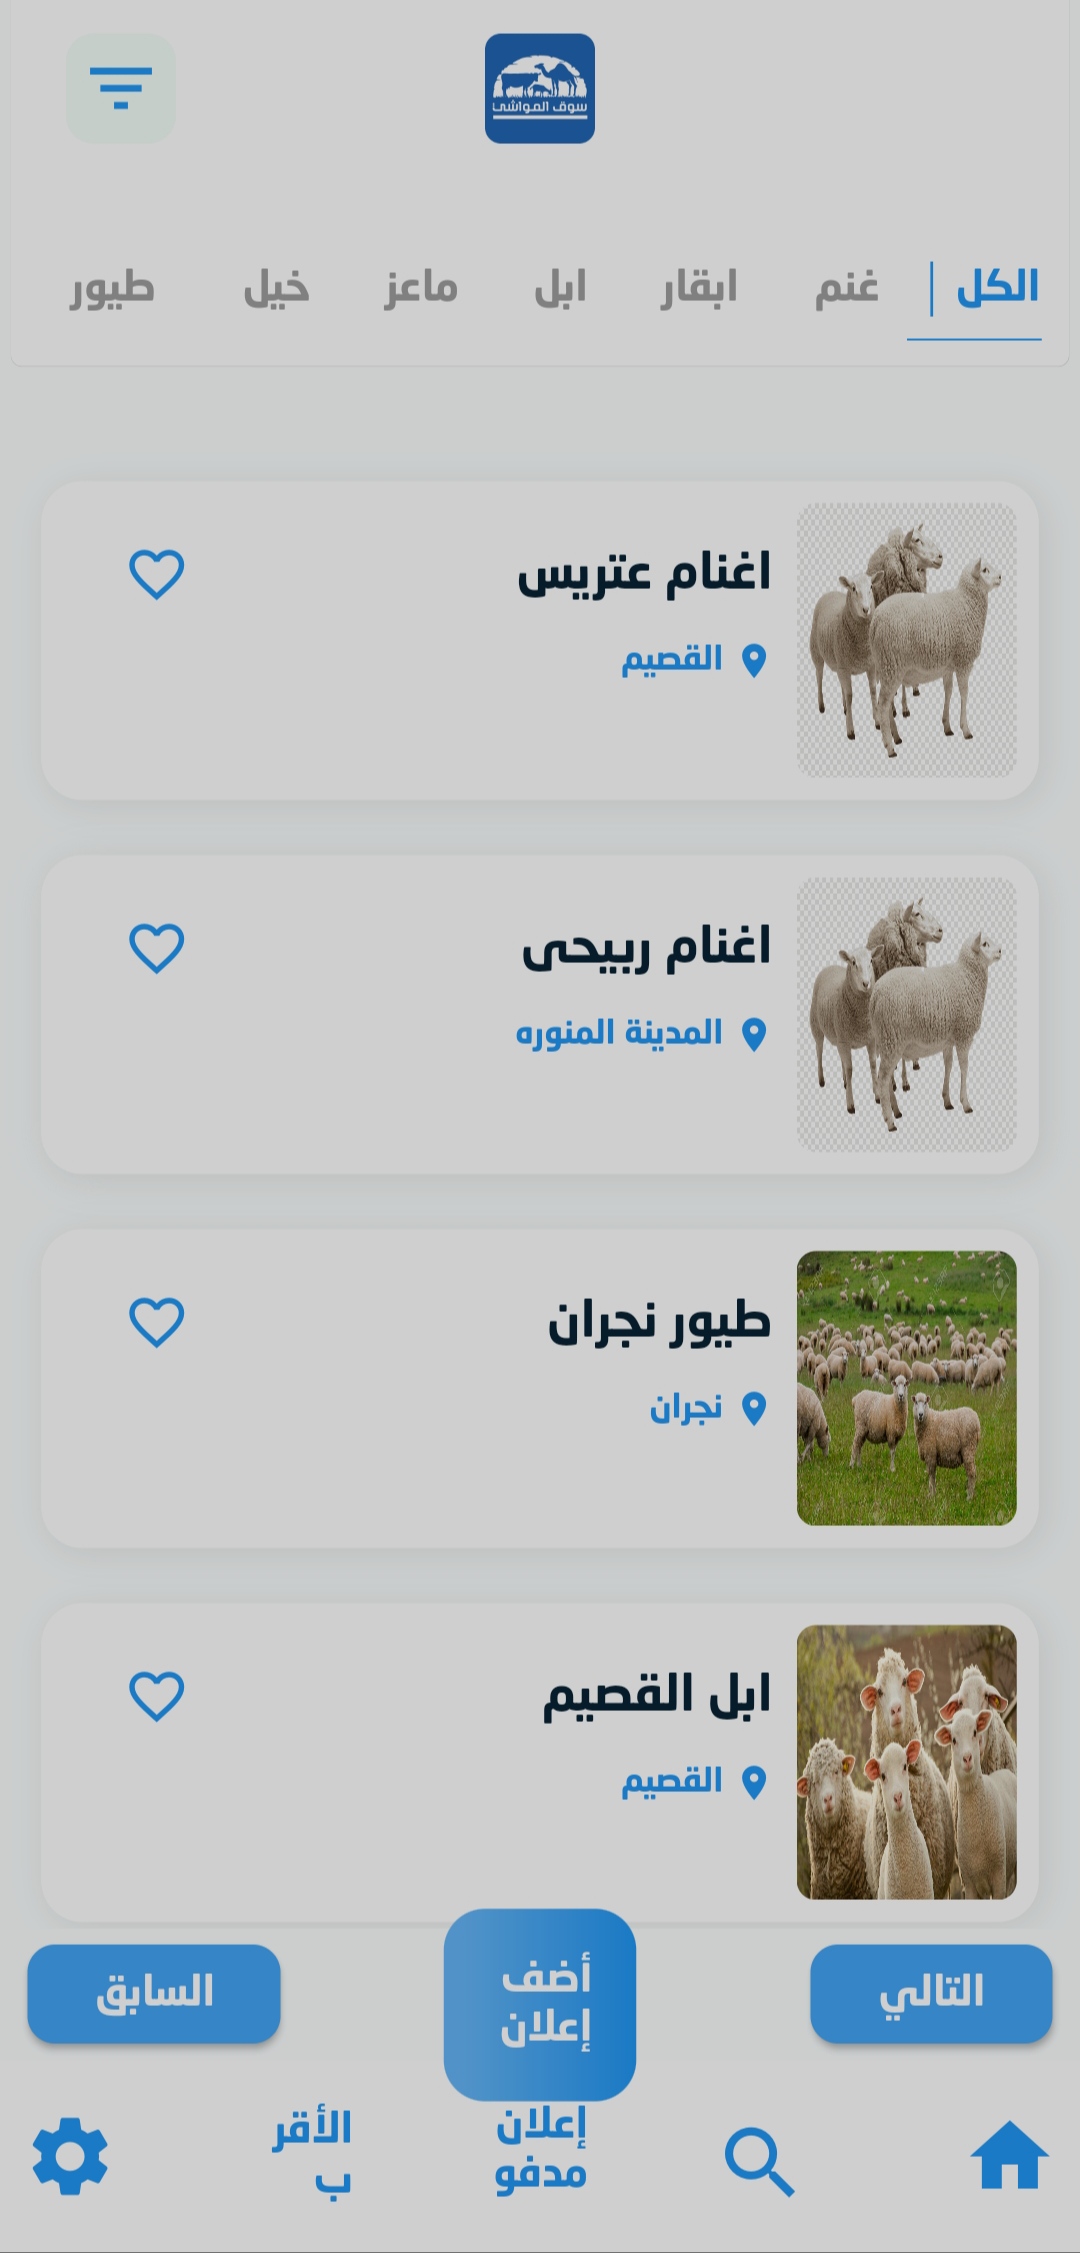 سوق المواشي
الكل
غنم
ابقار
ابل
ماعز
خيل
طيور
اغنام عتريس
القصيم
اغنام ربيحى
المدينة المنوره
طيور نجران
نجران
ابل القصيم
القصيم
التالي
أضف
إعلان
السابق
إعلان
مدفو
الأقر
ب